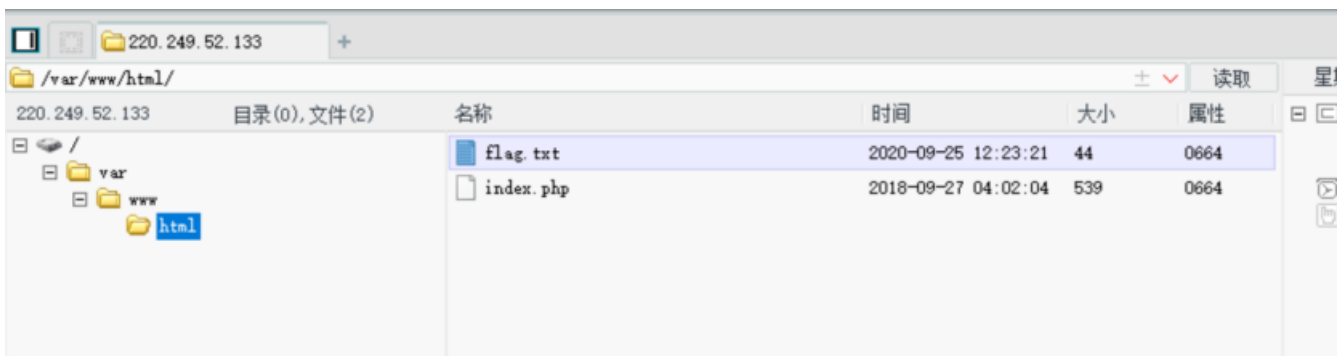 220.249.52.133 +
/var/www/html/ 读取
220.249.52.133 目录(0),文件(2) 名称 时间 大小 属性
/
var
www
html
flag.txt 2020-09-25 12:23:21 44 0664
index.php 2018-09-27 04:02:04 539 0664